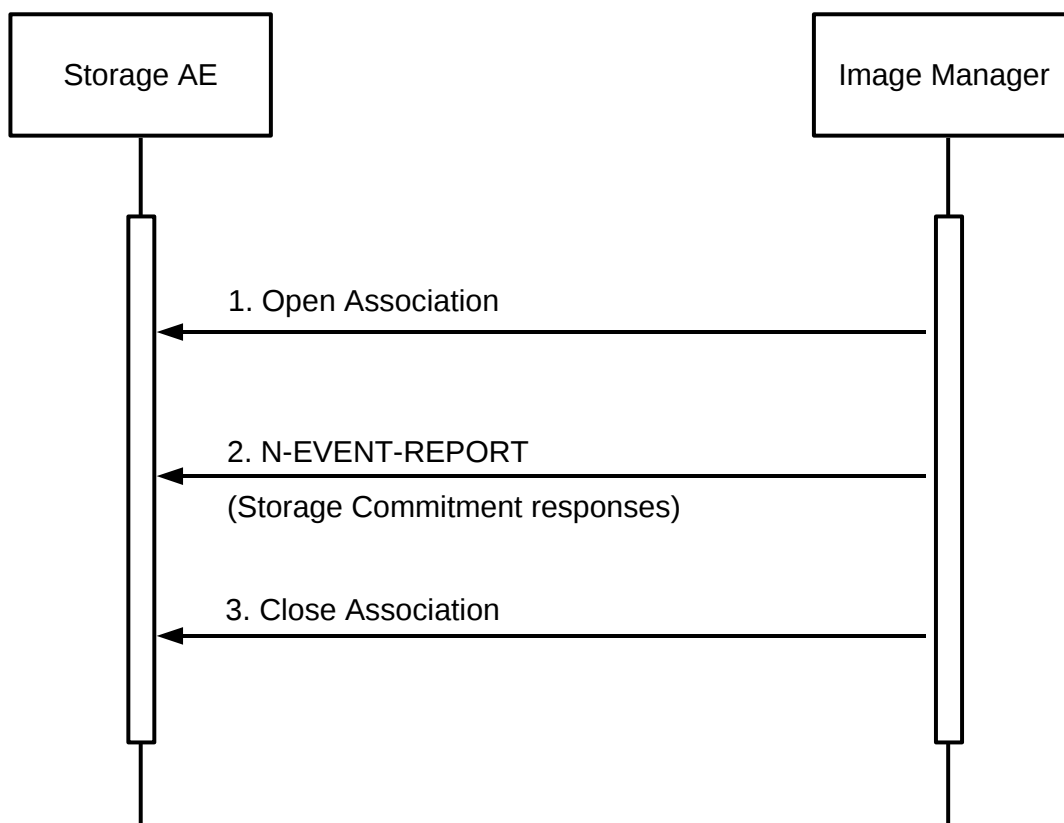 Storage AE
Image Manager
1. Open Association
2. N-EVENT-REPORT
(Storage Commitment responses)
3. Close Association